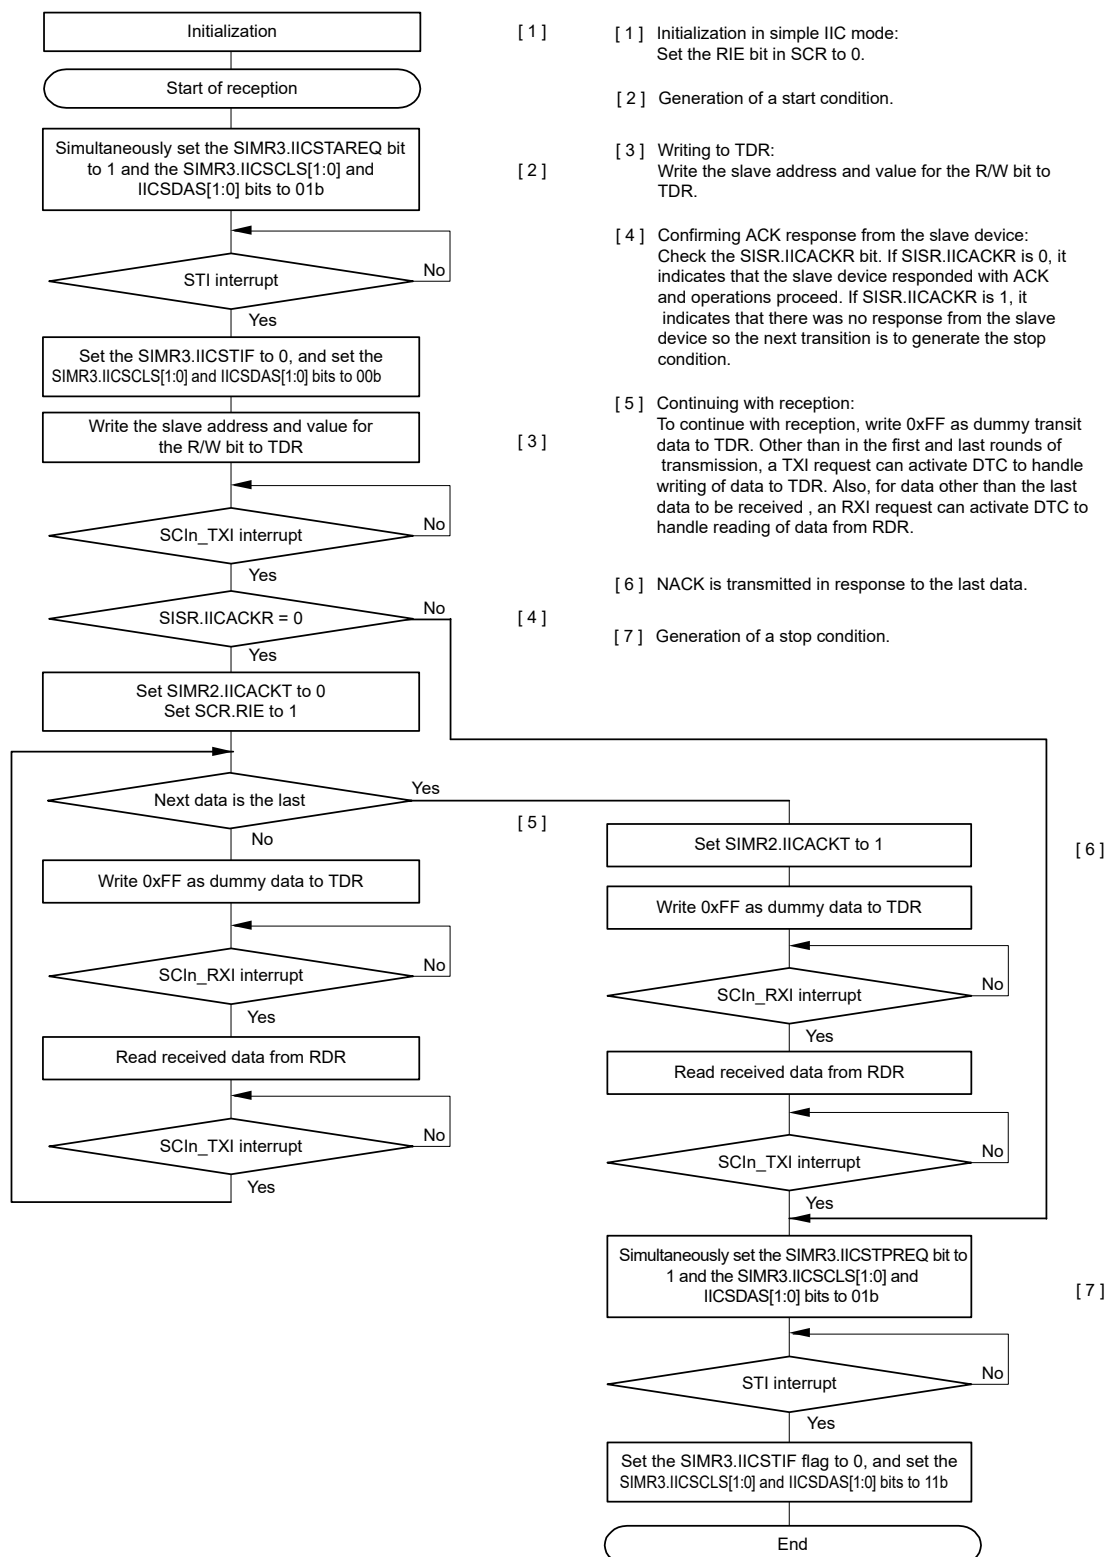 Initialization
[ 1 ]
Start of reception
Simultaneously set the SIMR3.IICSTAREQ bit
to 1 and the SIMR3.IICSCLS[1:0] and
IICSDAS[1:0] bits to 01b
[ 2 ]
STI interrupt
No
Yes
Set the SIMR3.IICSTIF to 0, and set the
SIMR3.IICSCLS[1:0] and IICSDAS[1:0] bits to 00b
Write the slave address and value for
the R/W bit to TDR
[ 3 ]
SCIn_TXI interrupt
No
Yes
SISR.IICACKR = 0
No
[ 4 ]
Yes
Set SIMR2.IICACKT to 0
Set SCR.RIE to 1
Next data is the last
Yes
[ 5 ]
No
Write 0xFF as dummy data to TDR
SCIn_RXI interrupt
No
Yes
Read received data from RDR
SCIn_TXI interrupt
No
Yes
[ 1 ] Initialization in simple IIC mode:
Set the RIE bit in SCR to 0.
[ 2 ] Generation of a start condition.
[ 3 ] Writing to TDR:
Write the slave address and value for the R/W bit to
TDR.
[ 4 ] Confirming ACK response from the slave device:
Check the SISR.IICACKR bit. If SISR.IICACKR is 0, it
indicates that the slave device responded with ACK
and operations proceed. If SISR.IICACKR is 1, it
indicates that there was no response from the slave
device so the next transition is to generate the stop
condition.
[ 5 ] Continuing with reception:
To continue with reception, write 0xFF as dummy transit
data to TDR. Other than in the first and last rounds of
transmission, a TXI request can activate DTC to handle
writing of data to TDR. Also, for data other than the last
data to be received , an RXI request can activate DTC to
handle reading of data from RDR.
[ 6 ] NACK is transmitted in response to the last data.
[ 7 ] Generation of a stop condition.
Set SIMR2.IICACKT to 1
[ 6 ]
Write 0xFF as dummy data to TDR
SCIn_RXI interrupt
No
Yes
Read received data from RDR
SCIn_TXI interrupt
No
Yes
Simultaneously set the SIMR3.IICSTPREQ bit to
1 and the SIMR3.IICSCLS[1:0] and
IICSDAS[1:0] bits to 01b
[ 7 ]
STI interrupt
No
Yes
Set the SIMR3.IICSTIF flag to 0, and set the
SIMR3.IICSCLS[1:0] and IICSDAS[1:0] bits to 11b
End